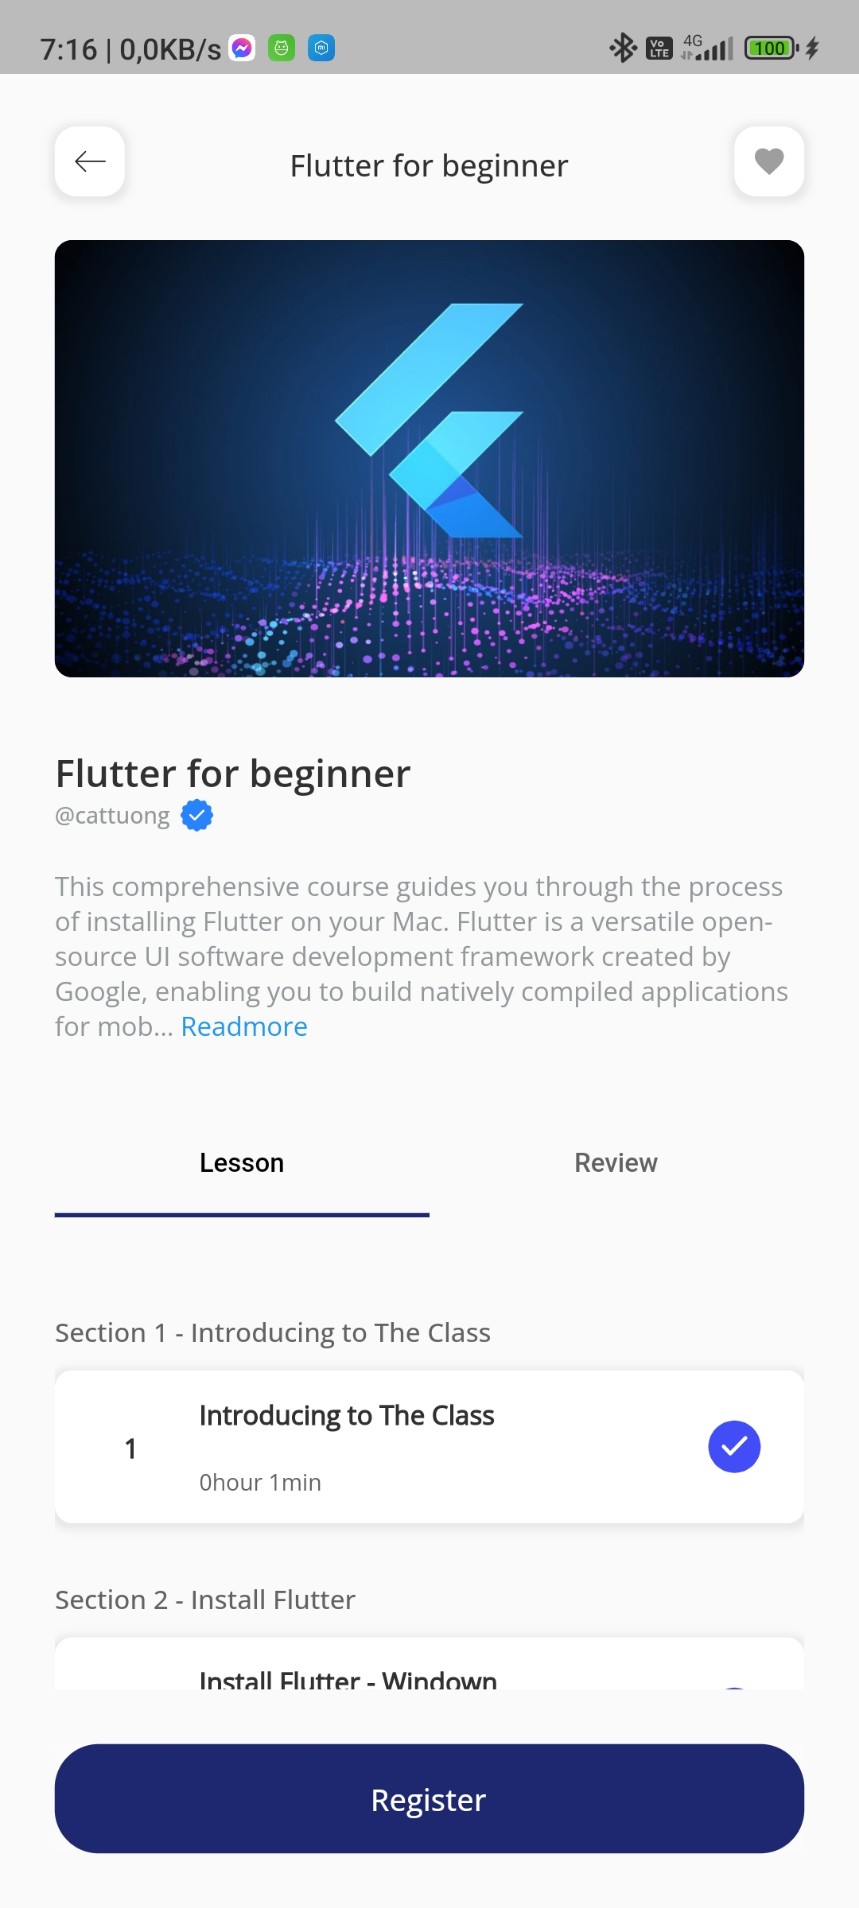 7:16 | 0,0KB/s
Vo LTE
4G
100
Flutter for beginner
Flutter for beginner
@cattuong
This comprehensive course guides you through the process
of installing Flutter on your Mac. Flutter is a versatile open-
source UI software development framework created by
Google, enabling you to build natively compiled applications
for mob... Readmore
Lesson
Review
Section 1 - Introducing to The Class
1
Introducing to The Class
0hour 1min
Section 2 - Install Flutter
Install Flutter - Windown
Register